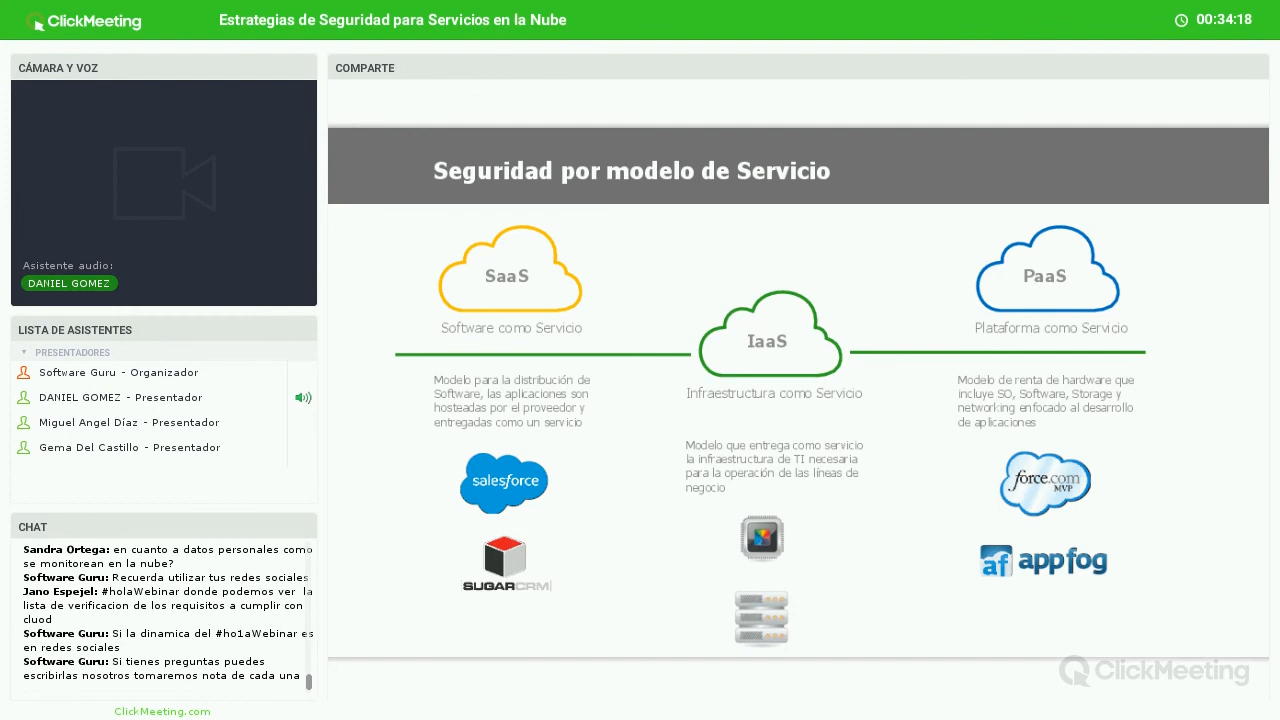 ClickMeeting
Estrategias de Seguridad para Servicios en la Nube
00:34:18
CÁMARA Y VOZ
Asistente audio:
DANIEL GOMEZ
LISTA DE ASISTENTES
PRESENTADORES
Software Guru - Organizador
DANIEL GOMEZ - Presentador
Miguel Angel Díaz - Presentador
Gema Del Castillo - Presentador
CHAT
Sandra Ortega: en cuanto a datos personales como
se monitorean en la nube?
Software Guru: Recuerda utilizar tus redes sociales
Jano Espejel: #holaWebinar donde podemos ver la
lista de verificacion de los requisitos a cumplir con
cluod
Software Guru: Si la dinamica del #ho1aWebinar es
en redes sociales
Software Guru: Si tienes preguntas puedes
escribirlas nosotros tomaremos nota de cada una
ClickMeeting.com
COMPARTE
Seguridad por modelo de Servicio
SaaS
Software como Servicio
Modelo para la distribución de
Software, las aplicaciones son
hosteadas por el proveedor y
entregadas como un servicio
salesforce
SUGARCRM
IaaS
Infraestructura como Servicio
Modelo que entrega como servicio
la infraestructura de TI necesaria
para la operación de las líneas de
negocio
PaaS
Plataforma como Servicio
Modelo de renta de hardware que
incluye SO, Software, Storage y
networking enfocado al desarrollo
de aplicaciones
force.com
MVP
af appfog
ClickMeeting